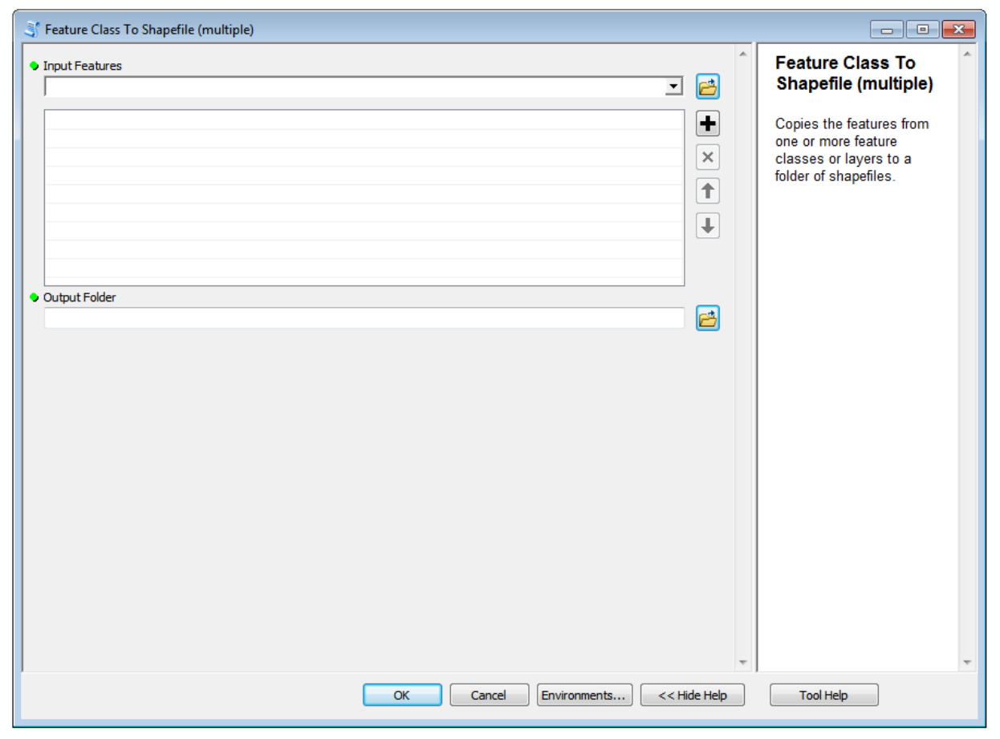 Feature Class To Shapefile (multiple)
Input Features
Output Folder
Feature Class To
Shapefile (multiple)
Copies the features from
one or more feature
classes or layers to a
folder of shapefiles.
OK
Cancel
Environments...
<< Hide Help
Tool Help